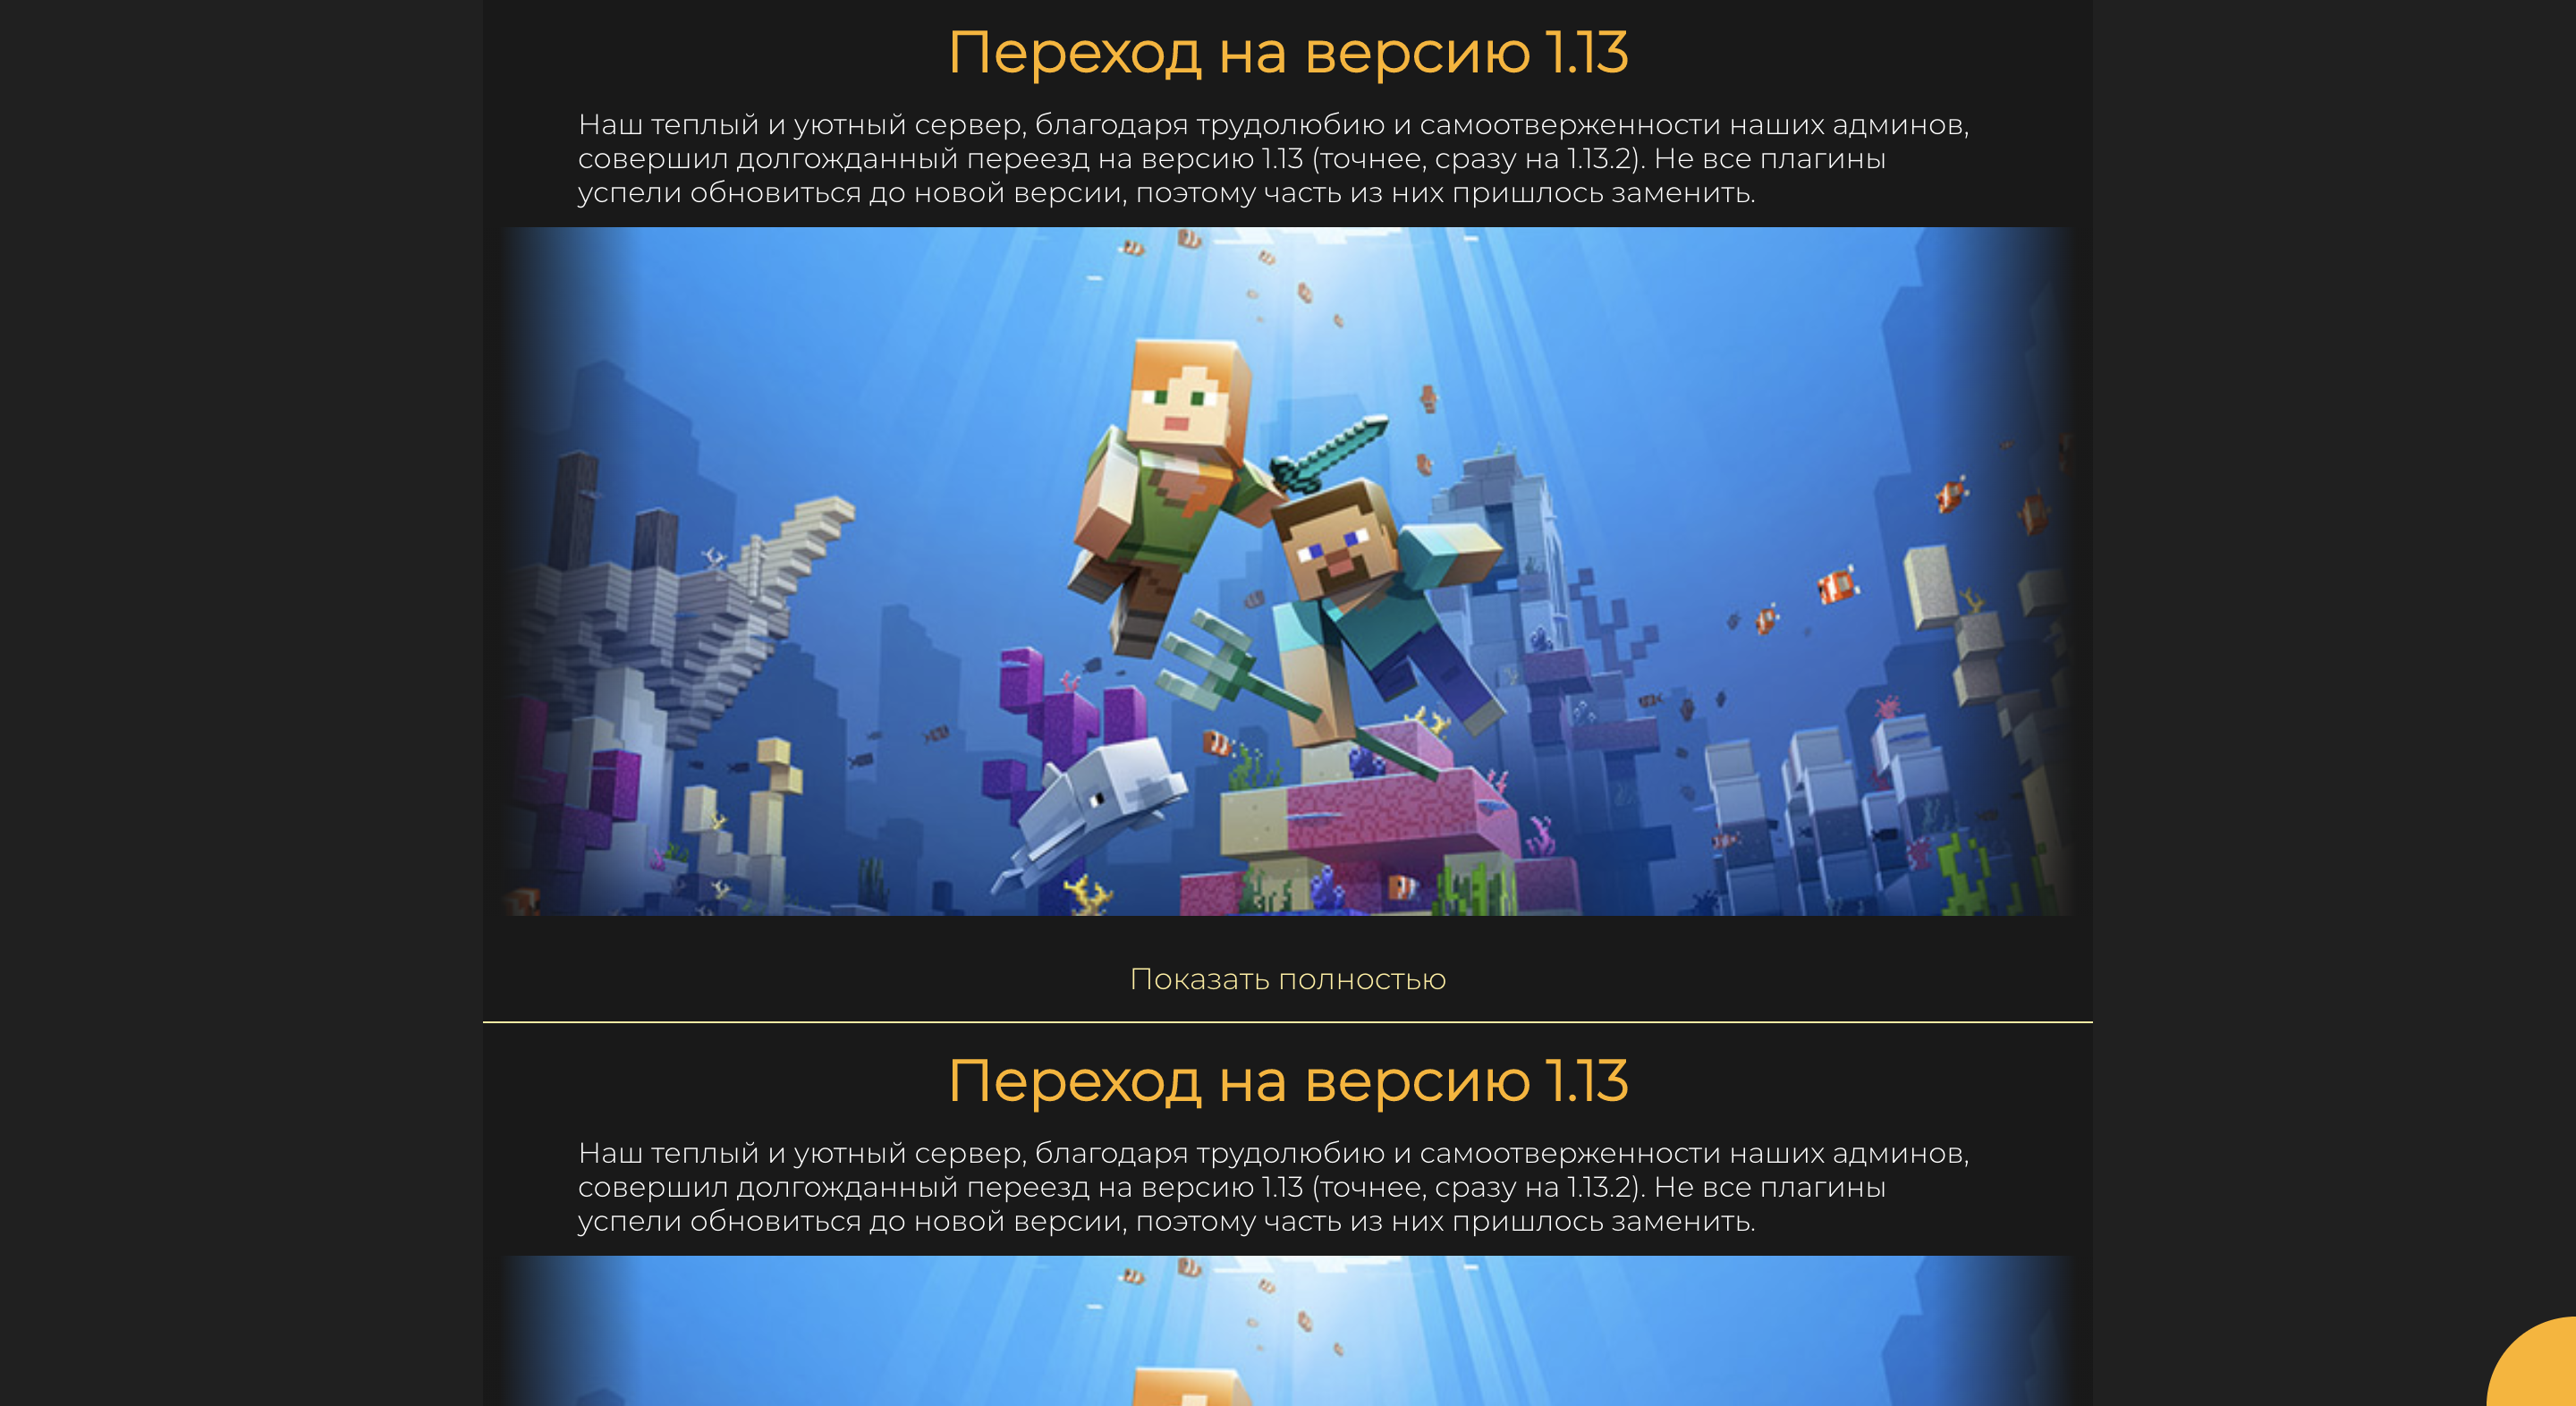 Переход на версию 1.13
Наш теплый и уютный сервер, благодаря трудолюбию и самоотверженности наших админов,
совершил долгожданный переезд на версию 1.13 (точнее, сразу на 1.13.2). Не все плагины
успели обновиться до новой версии, поэтому часть из них пришлось заменить.
Показать полностью
Переход на версию 1.13
Наш теплый и уютный сервер, благодаря трудолюбию и самоотверженности наших админов,
совершил долгожданный переезд на версию 1.13 (точнее, сразу на 1.13.2). Не все плагины
успели обновиться до новой версии, поэтому часть из них пришлось заменить.